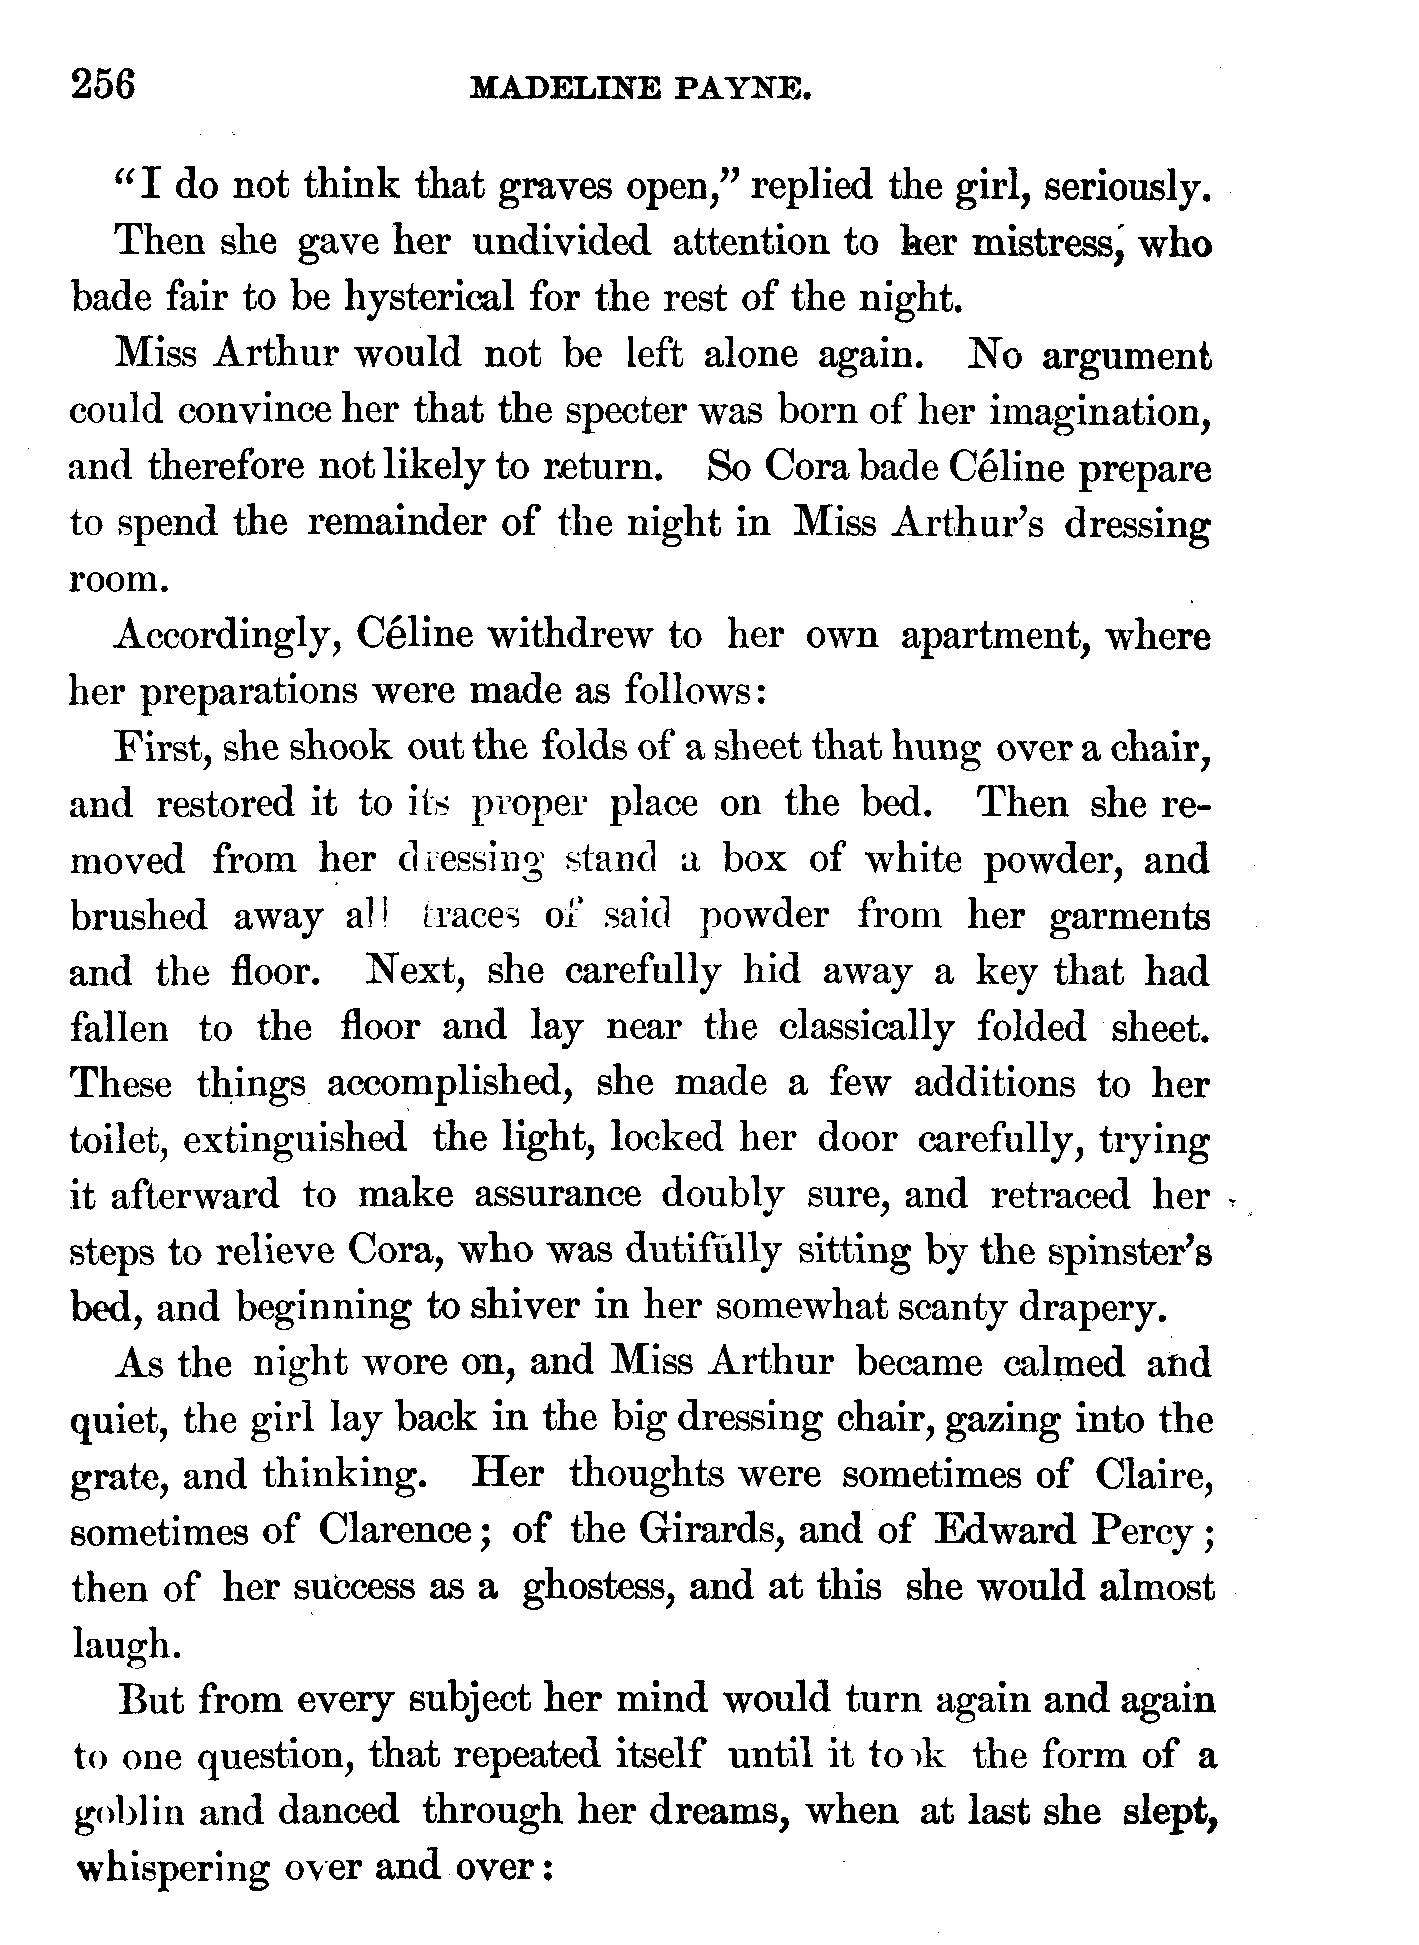 256 MADELINE PAYNE.
“I do not think that graves open,” replied the girl, seriously.
Then she gave her undivided attention to her mistress, who
bade fair to be hysterical for the rest of the night.
Miss Arthur would not be left alone again. No argument
could convince her that the specter was born of her imagination,
and therefore not likely to return. So Cora bade Céline prepare
to spend the remainder of the night in Miss Arthur’s dressing
room.
Accordingly, Céline withdrew to her own apartment, where
her preparations were made as follows:
First, she shook out the folds of a sheet that hung over a chair,
and restored it to its proper place on the bed. Then she re-
moved from her dressing stand a box of white powder, and
brushed away all traces of said powder from her garments
and the floor. Next, she carefully hid away a key that had
fallen to the floor and lay near the classically folded sheet.
These things accomplished, she made a few additions to her
toilet, extinguished the light, locked her door carefully, trying
it afterward to make assurance doubly sure, and retraced her
steps to relieve Cora, who was dutifully sitting by the spinster’s
bed, and beginning to shiver in her somewhat scanty drapery.
As the night wore on, and Miss Arthur became calmed and
quiet, the girl lay back in the big dressing chair, gazing into the
grate, and thinking. Her thoughts were sometimes of Claire,
sometimes of Clarence; of the Girards, and of Edward Percy;
then of her success as a ghostess, and at this she would almost
laugh.
But from every subject her mind would turn again and again
to one question, that repeated itself until it took the form of a
goblin and danced through her dreams, when at last she slept,
whispering over and over: